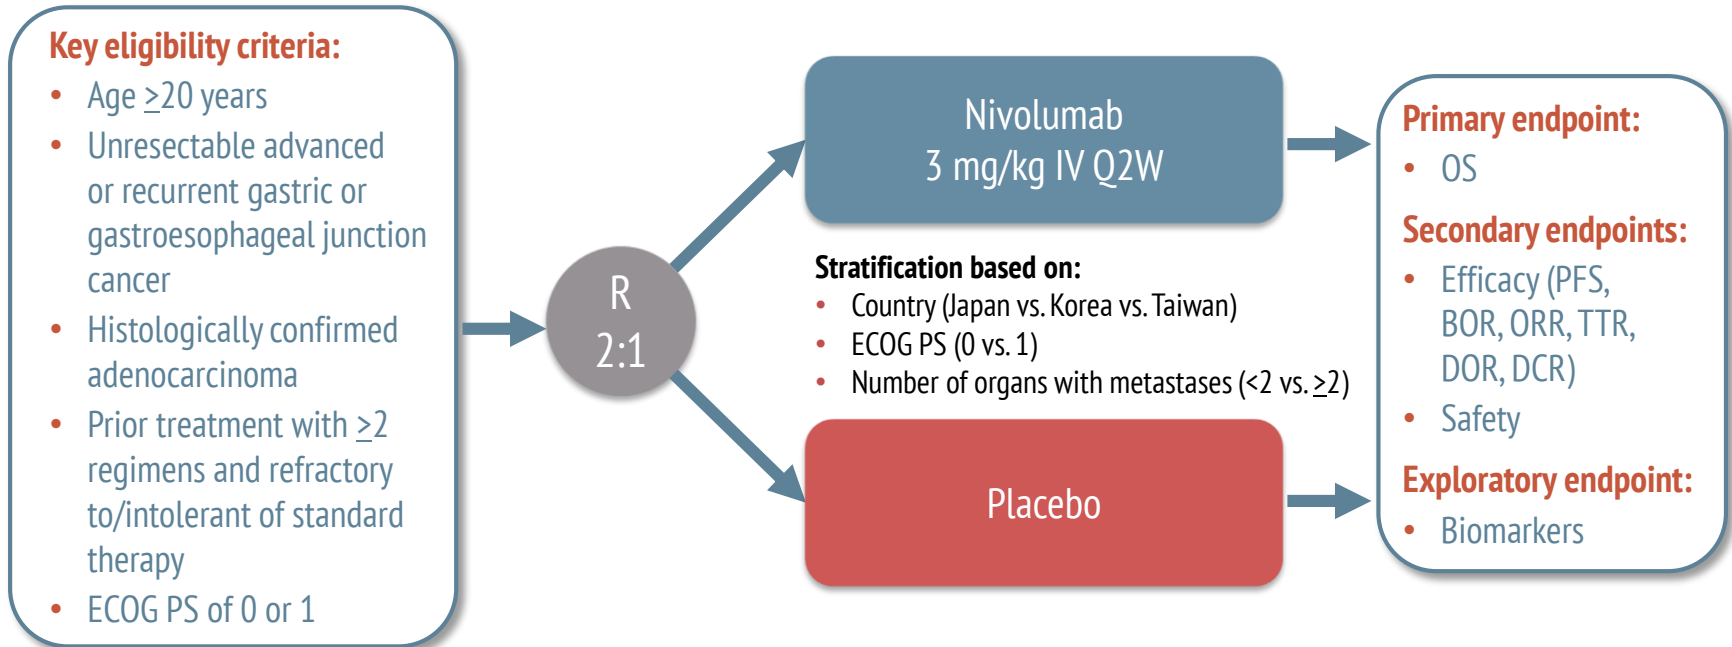 Key eligibility criteria:
• Age ≥20 years
• Unresectable advanced
or recurrent gastric or
gastroesophageal junction
cancer
• Histologically confirmed
adenocarcinoma
• Prior treatment with ≥2
regimens and refractory
to/intolerant of standard
therapy
• ECOG PS of 0 or 1
R
2:1
Nivolumab
3 mg/kg IV Q2W
Stratification based on:
• Country (Japan vs. Korea vs. Taiwan)
• ECOG PS (0 vs. 1)
• Number of organs with metastases (<2 vs. ≥2)
Placebo
Primary endpoint:
• OS
Secondary endpoints:
• Efficacy (PFS,
BOR, ORR, TTR,
DOR, DCR)
• Safety
Exploratory endpoint:
• Biomarkers